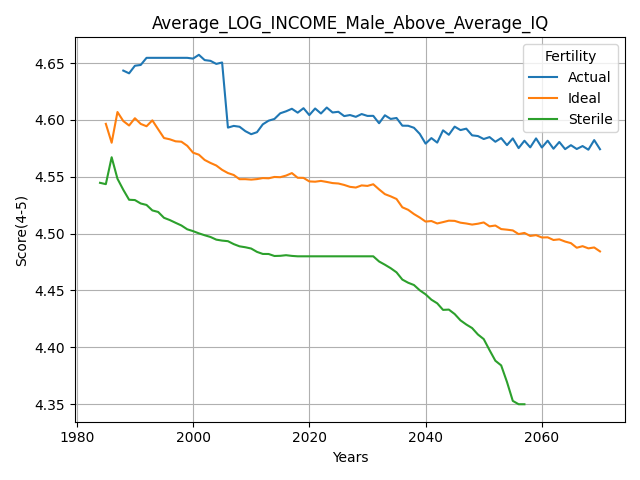 Average_LOG_INCOME_Male_Above_Average_IQ
Score(4-5)
4.65
4.60
4.55
4.50
4.45
4.40
4.35
Fertility
Actual
Ideal
Sterile
1980
2000
2020
2040
2060
Years